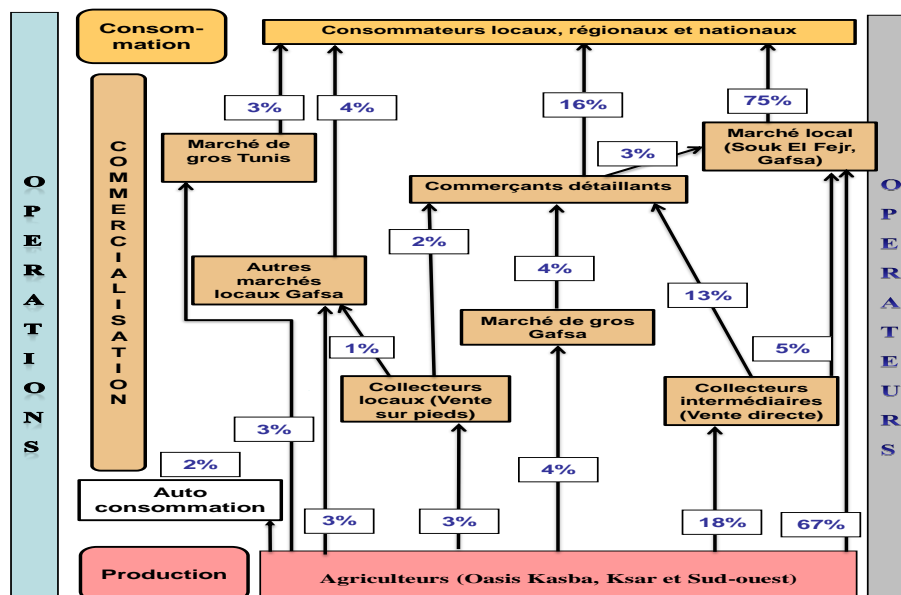 Consom-
mation
Consommateurs locaux, régionaux et nationaux
3%
4%
16%
75%
Marché de
gros Tunis
Marché local
(Souk El Fejr,
Gafsa)
3%
Commerçants détaillants
2%
Autres
marchés
locaux Gafsa
4%
13%
Marché de gros
Gafsa
1%
5%
Collecteurs
locaux (Vente
sur pieds)
Collecteurs
intermédiaires
(Vente directe)
3%
2%
4%
Auto
consommation
3%
3%
18%
67%
Production
Agriculteurs (Oasis Kasba, Ksar et Sud-ouest)
OPERATIONS
COMMERCIALISATION
OPERATEURS